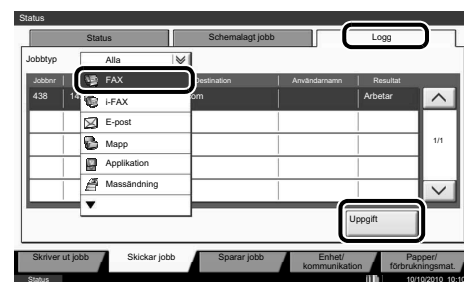 Status
Status Schemalagt jobb Logg
Jobbtyp Alla
Jobbnr Destination Användarnamn Resultat
438 14 om Arbetar
FAX
i-FAX
E-post
Mapp
Applikation
Massändning
1/1
Uppgift
Skriver ut jobb Skickar jobb Sparar jobb Enhet/ kommunikation Papper/ förbrukningsmat.
Status 10/10/2010 10:10